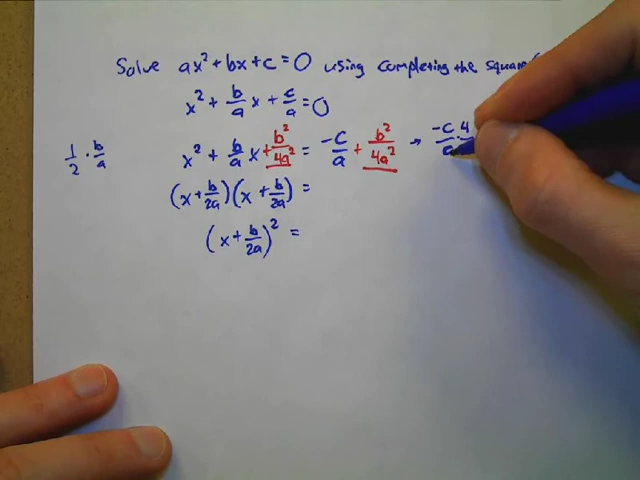 Solve ax² + bx + c = 0 using completing the square
x² + b/a x + c/a = 0
1/2 · b/a
x² + b/a x + b²/4a² = -c/a + b²/4a² → -c/a · 4
(x + b/2a)(x + b/2a) =
(x + b/2a)² =